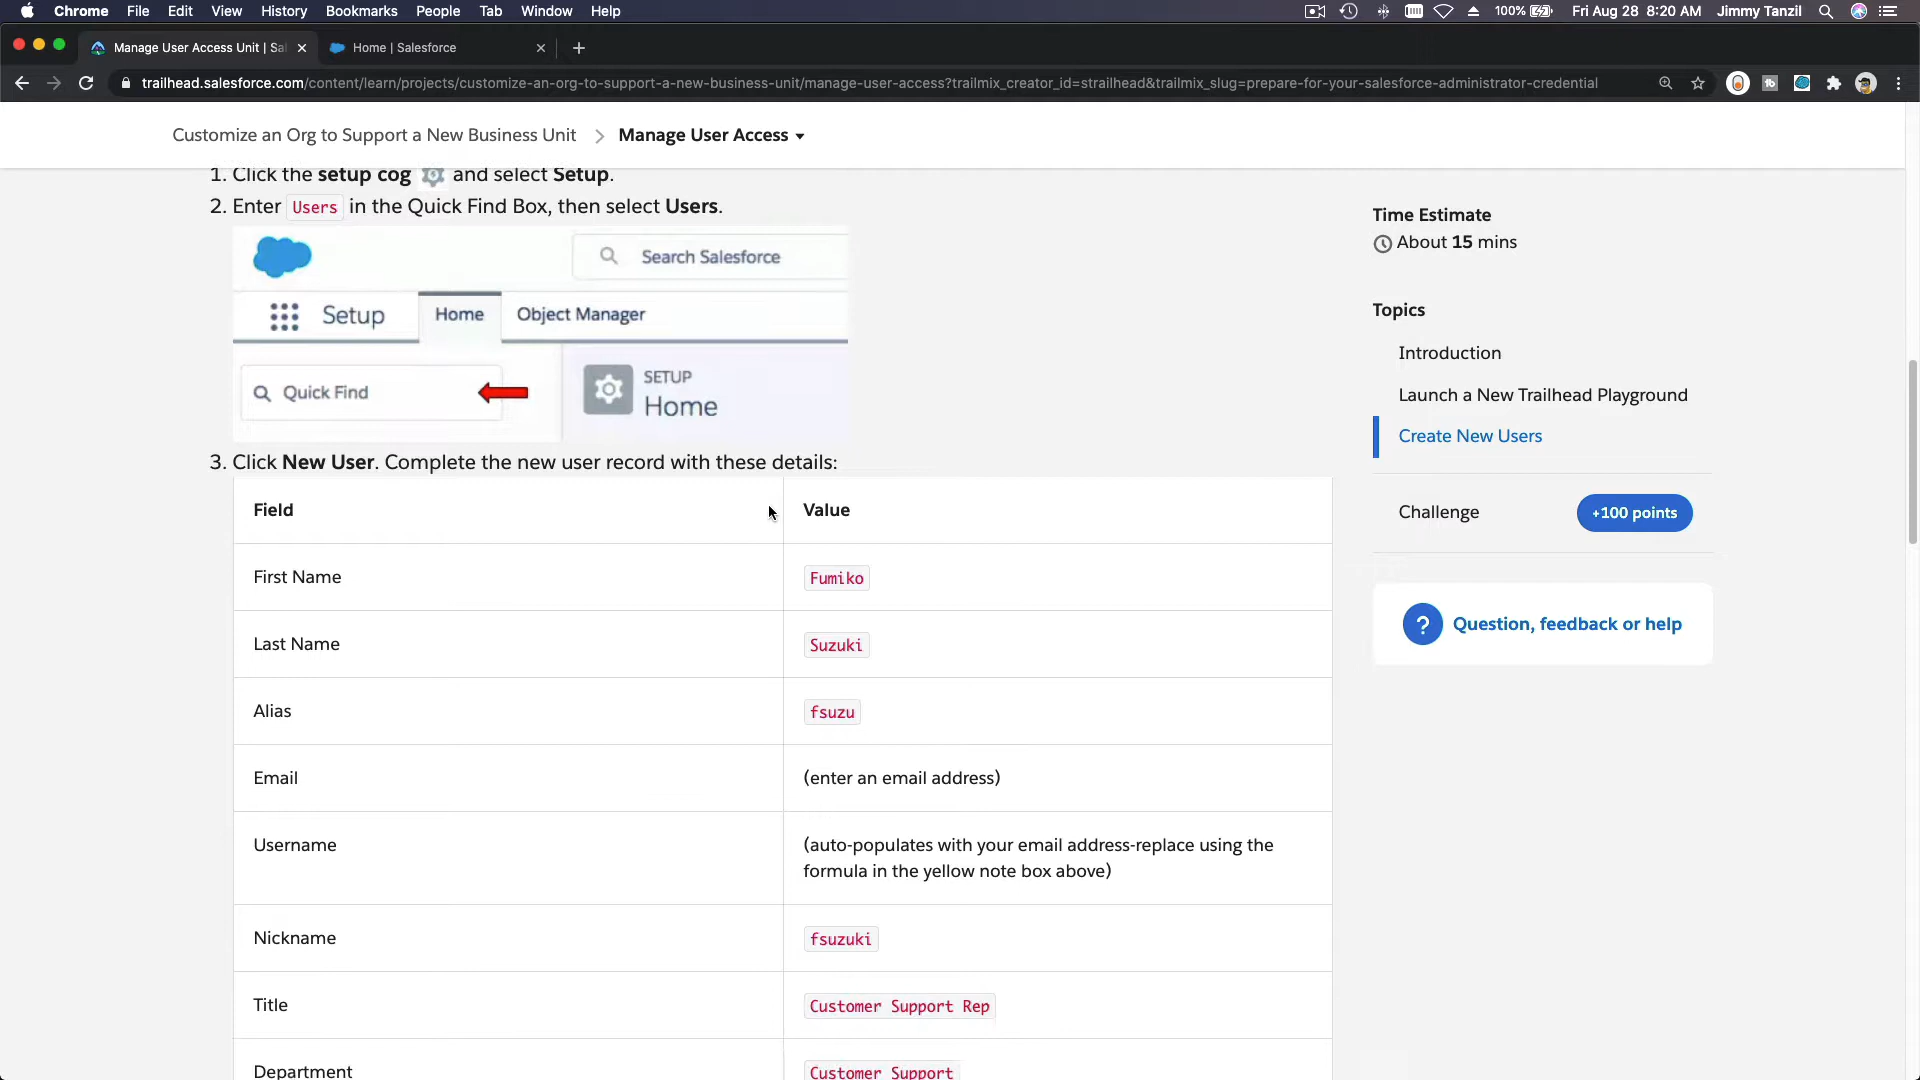 Chrome File Edit View History Bookmarks People Tab Window Help 100% Fri Aug 28 8:20 AM Jimmy Tanzil
Manage User Access Unit | Sal
Home | Salesforce
trailhead.salesforce.com/content/learn/projects/customize-an-org-to-support-a-new-business-unit/manage-user-access?trailmix_creator_id=strailhead&trailmix_slug=prepare-for-your-salesforce-administrator-credential
Customize an Org to Support a New Business Unit > Manage User Access
1. Click the setup cog and select Setup.
2. Enter Users in the Quick Find Box, then select Users.
Search Salesforce
Setup Home Object Manager
Quick Find
SETUP
Home
3. Click New User. Complete the new user record with these details:
Field Value
First Name Fumiko
Last Name Suzuki
Alias fsuzu
Email (enter an email address)
Username (auto-populates with your email address-replace using the
formula in the yellow note box above)
Nickname fsuzuki
Title Customer Support Rep
Department Customer Support
Time Estimate
About 15 mins
Topics
Introduction
Launch a New Trailhead Playground
Create New Users
Challenge +100 points
? Question, feedback or help